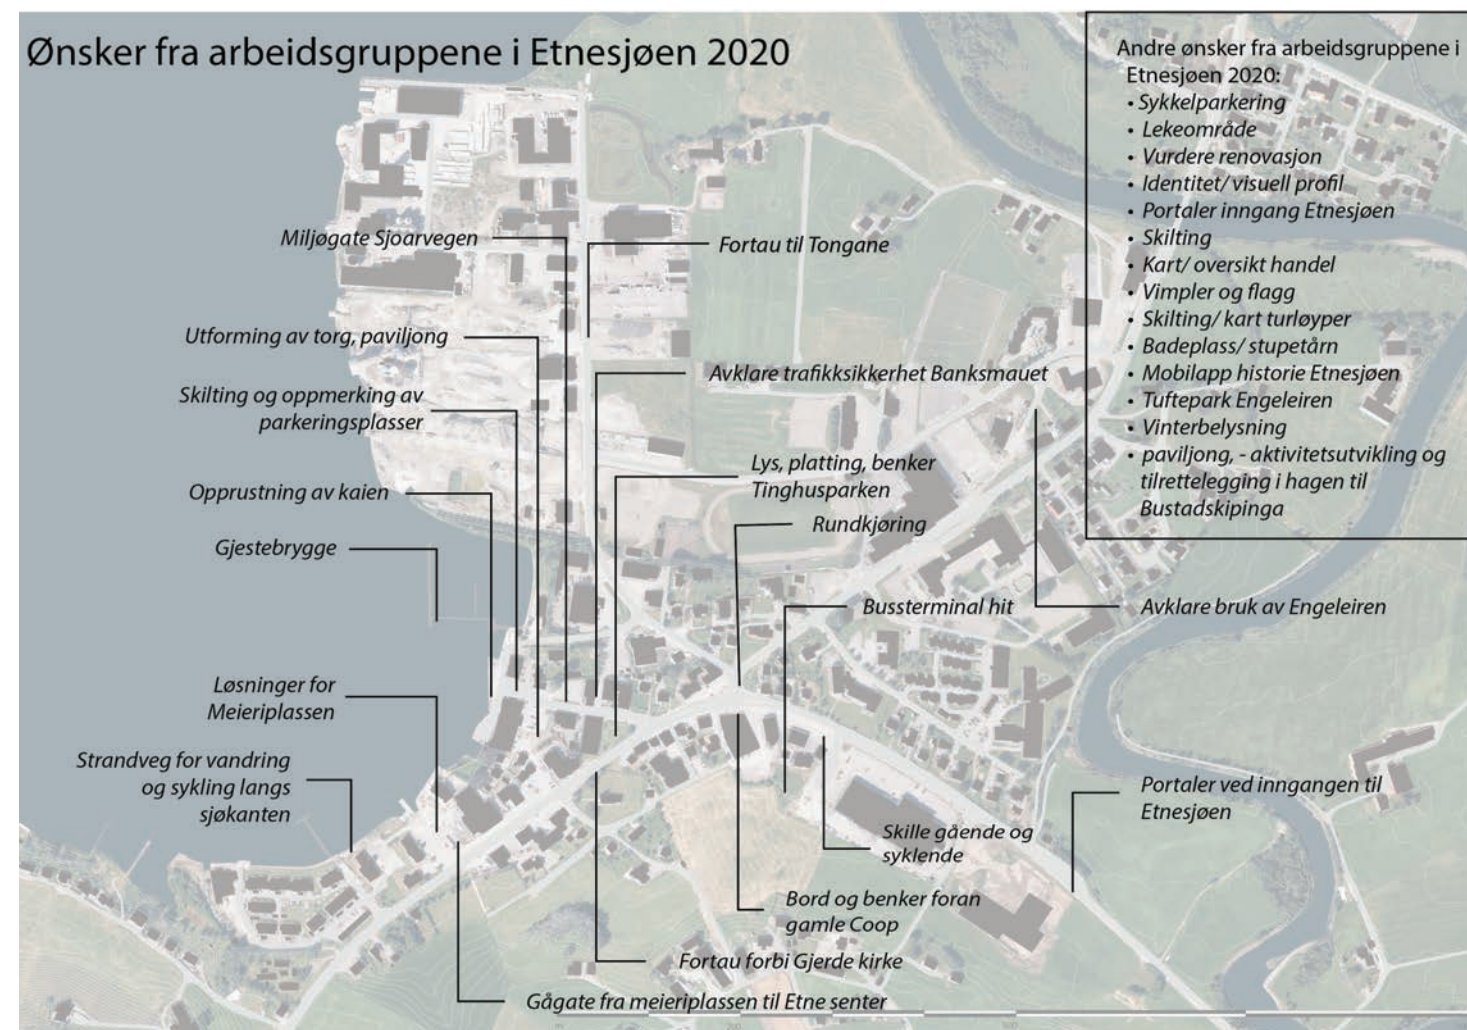 Ønsker fra arbeidsgruppene i Etnesjøen 2020
Andre ønsker fra arbeidsgruppene i
Etnesjøen 2020:
• Sykkelparkering
• Lekeområde
• Vurdere renovasjon
• Identitet/ visuell profil
• Portaler inngang Etnesjøen
• Skilting
• Kart/ oversikt handel
• Vimpler og flagg
• Skilting/ kart turløyper
• Badeplass/ stupetårn
• Mobilapp historie Etnesjøen
• Tuftepark Engeleiren
• Vinterbelysning
• paviljong, - aktivitetsutvikling og
tilrettelegging i hagen til
Bustadskipinga
Miljøgate Sjoarvegen
Fortau til Tongane
Utforming av torg, paviljong
Avklare trafikksikkerhet Banksmauet
Skilting og oppmerking av
parkeringsplasser
Lys, platting, benker
Tinghusparken
Opprustning av kaien
Rundkjøring
Gjestebrygge
Bussterminal hit
Avklare bruk av Engeleiren
Løsninger for
Meieriplassen
Strandveg for vandring
og sykling langs
sjøkanten
Portaler ved inngangen til
Etnesjøen
Skille gående og
syklende
Bord og benker foran
gamle Coop
Fortau forbi Gjerde kirke
Gågate fra meieriplassen til Etne senter